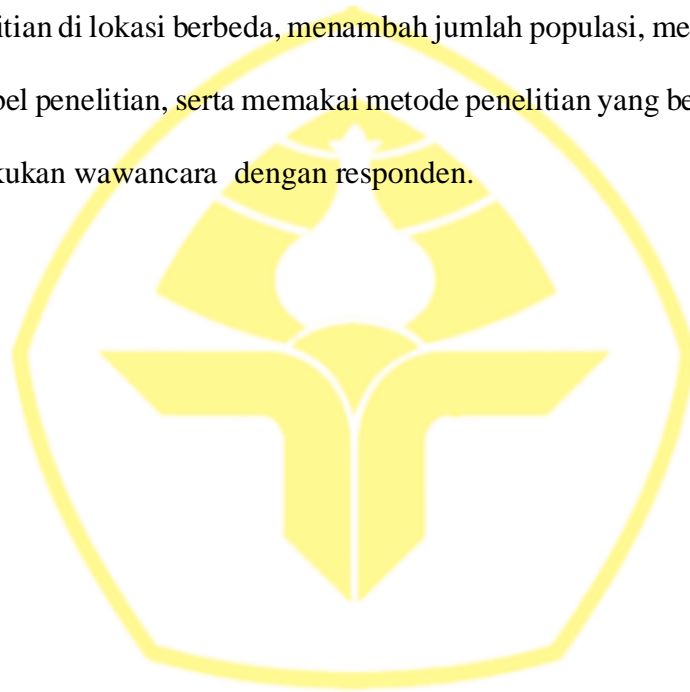 itian di lokasi berbeda, menambah jumlah populasi, me
bel penelitian, serta memakai metode penelitian yang be
kukan wawancara dengan responden.